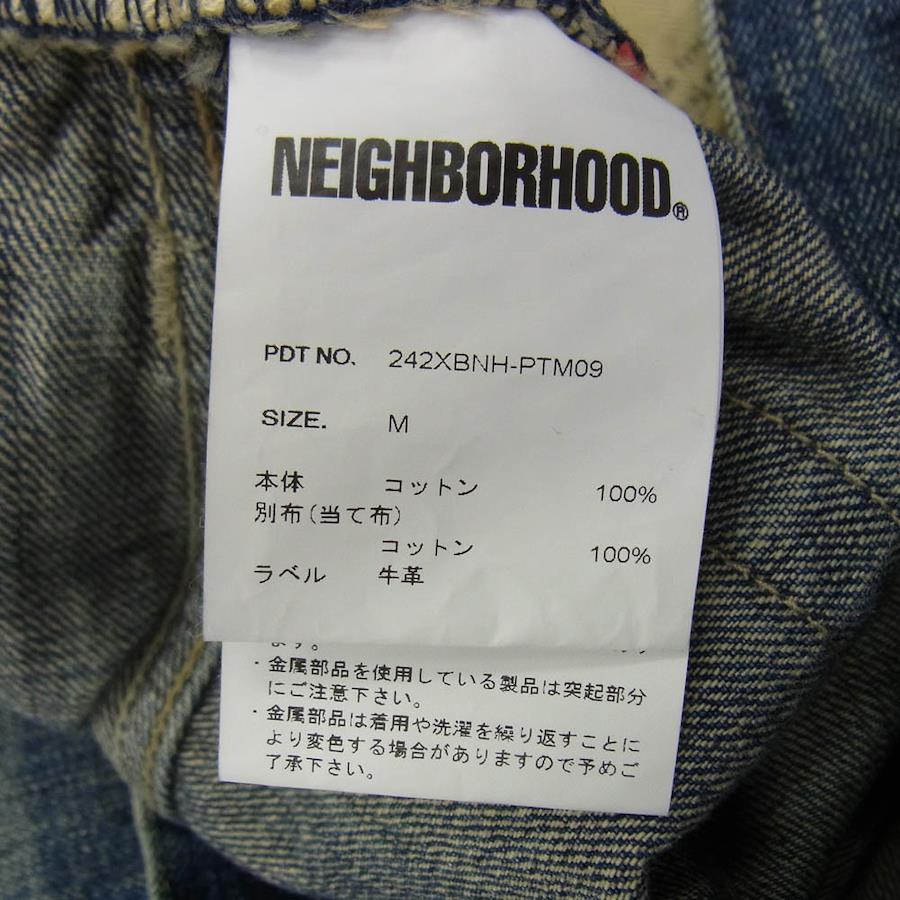 NEIGHBORHOOD®
PDT NO. 242XBNH-PTM09
SIZE. M
本体 コットン 100%
別布(当て布)
コットン 100%
ラベル 牛革
ます。
・金属部品を使用している製品は突起部分
にご注意下さい。
・金属部品は着用や洗濯を繰り返すことに
より変色する場合がありますので予めご
了承下さい。